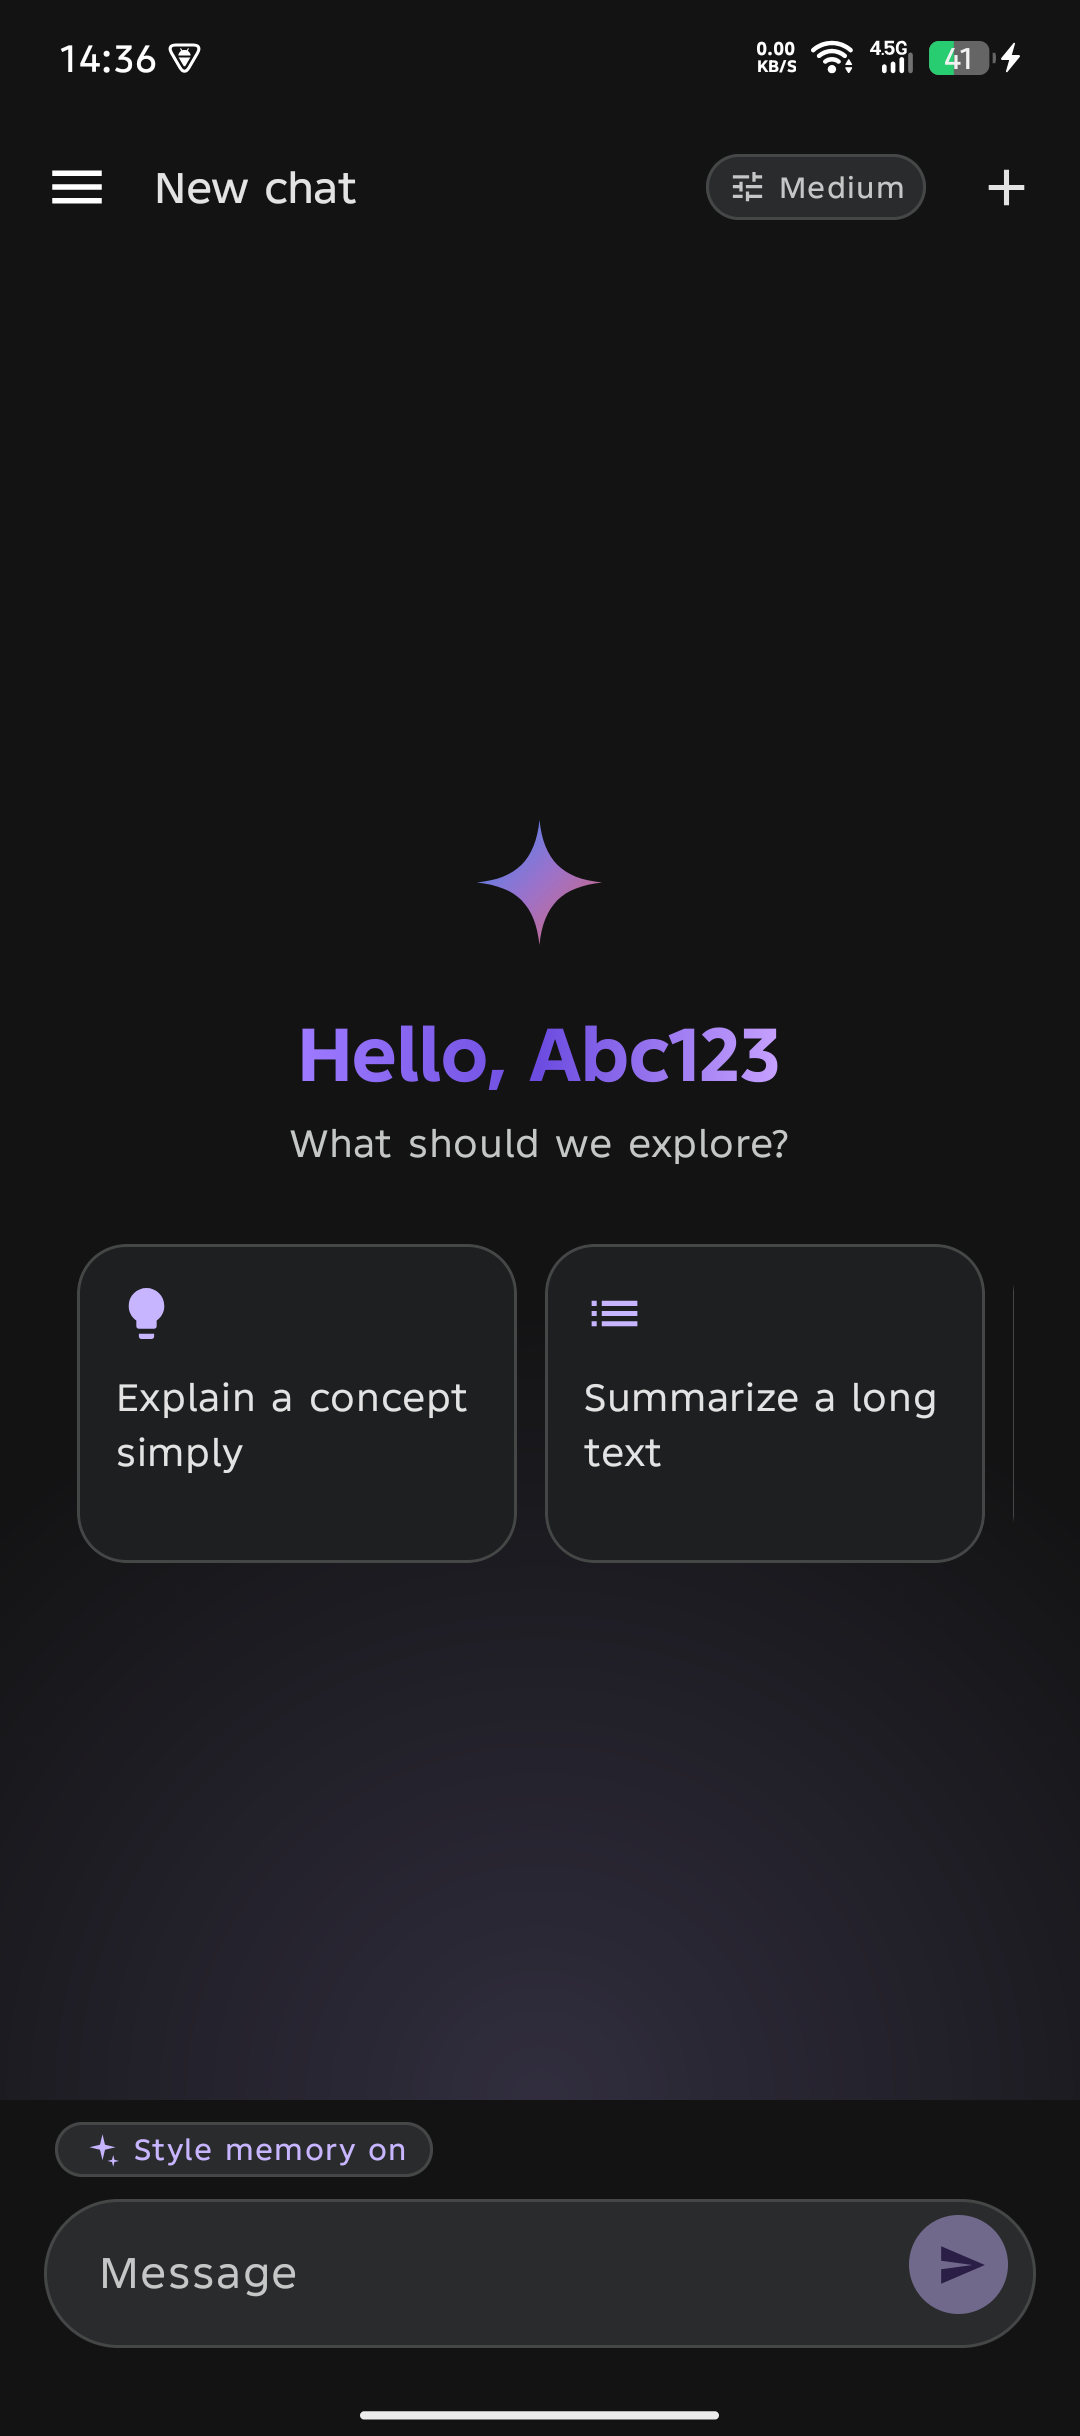 14:36
0.00
KB/S
4.5G
41
New chat
Medium
Hello, Abc123
What should we explore?
Explain a concept
simply
Summarize a long
text
Style memory on
Message